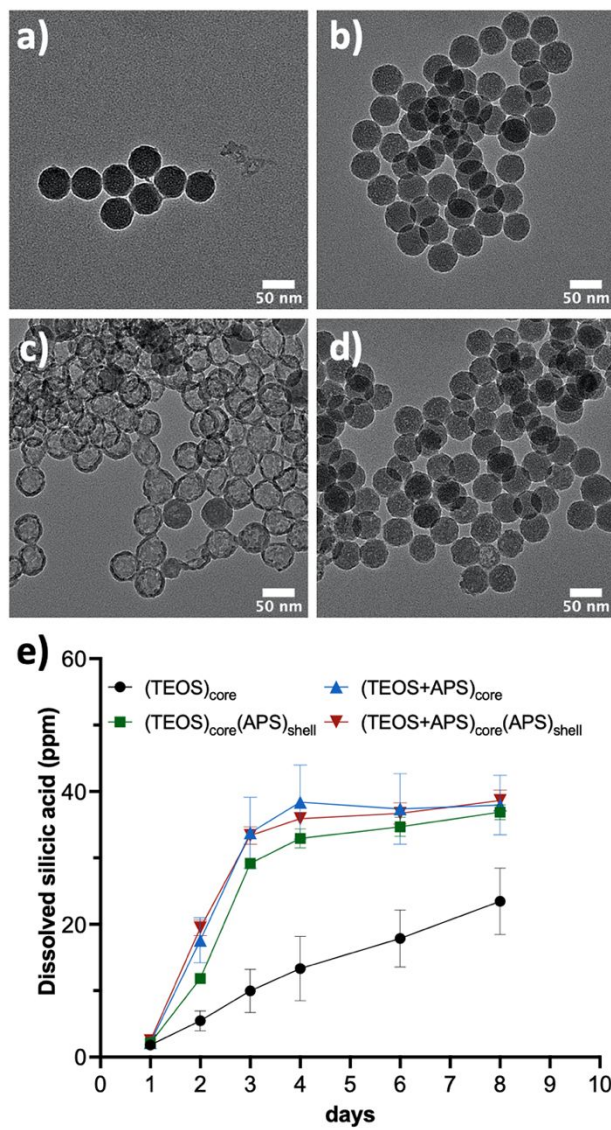 a)
b)
50 nm
50 nm
c)
d)
50 nm
50 nm
e)
60
40
20
0
Dissolved silicic acid (ppm)
(TEOS)core
(TEOS+APS)core
(TEOS)core(APS)shell
(TEOS+APS)core(APS)shell
0 1 2 3 4 5 6 7 8 9 10
days